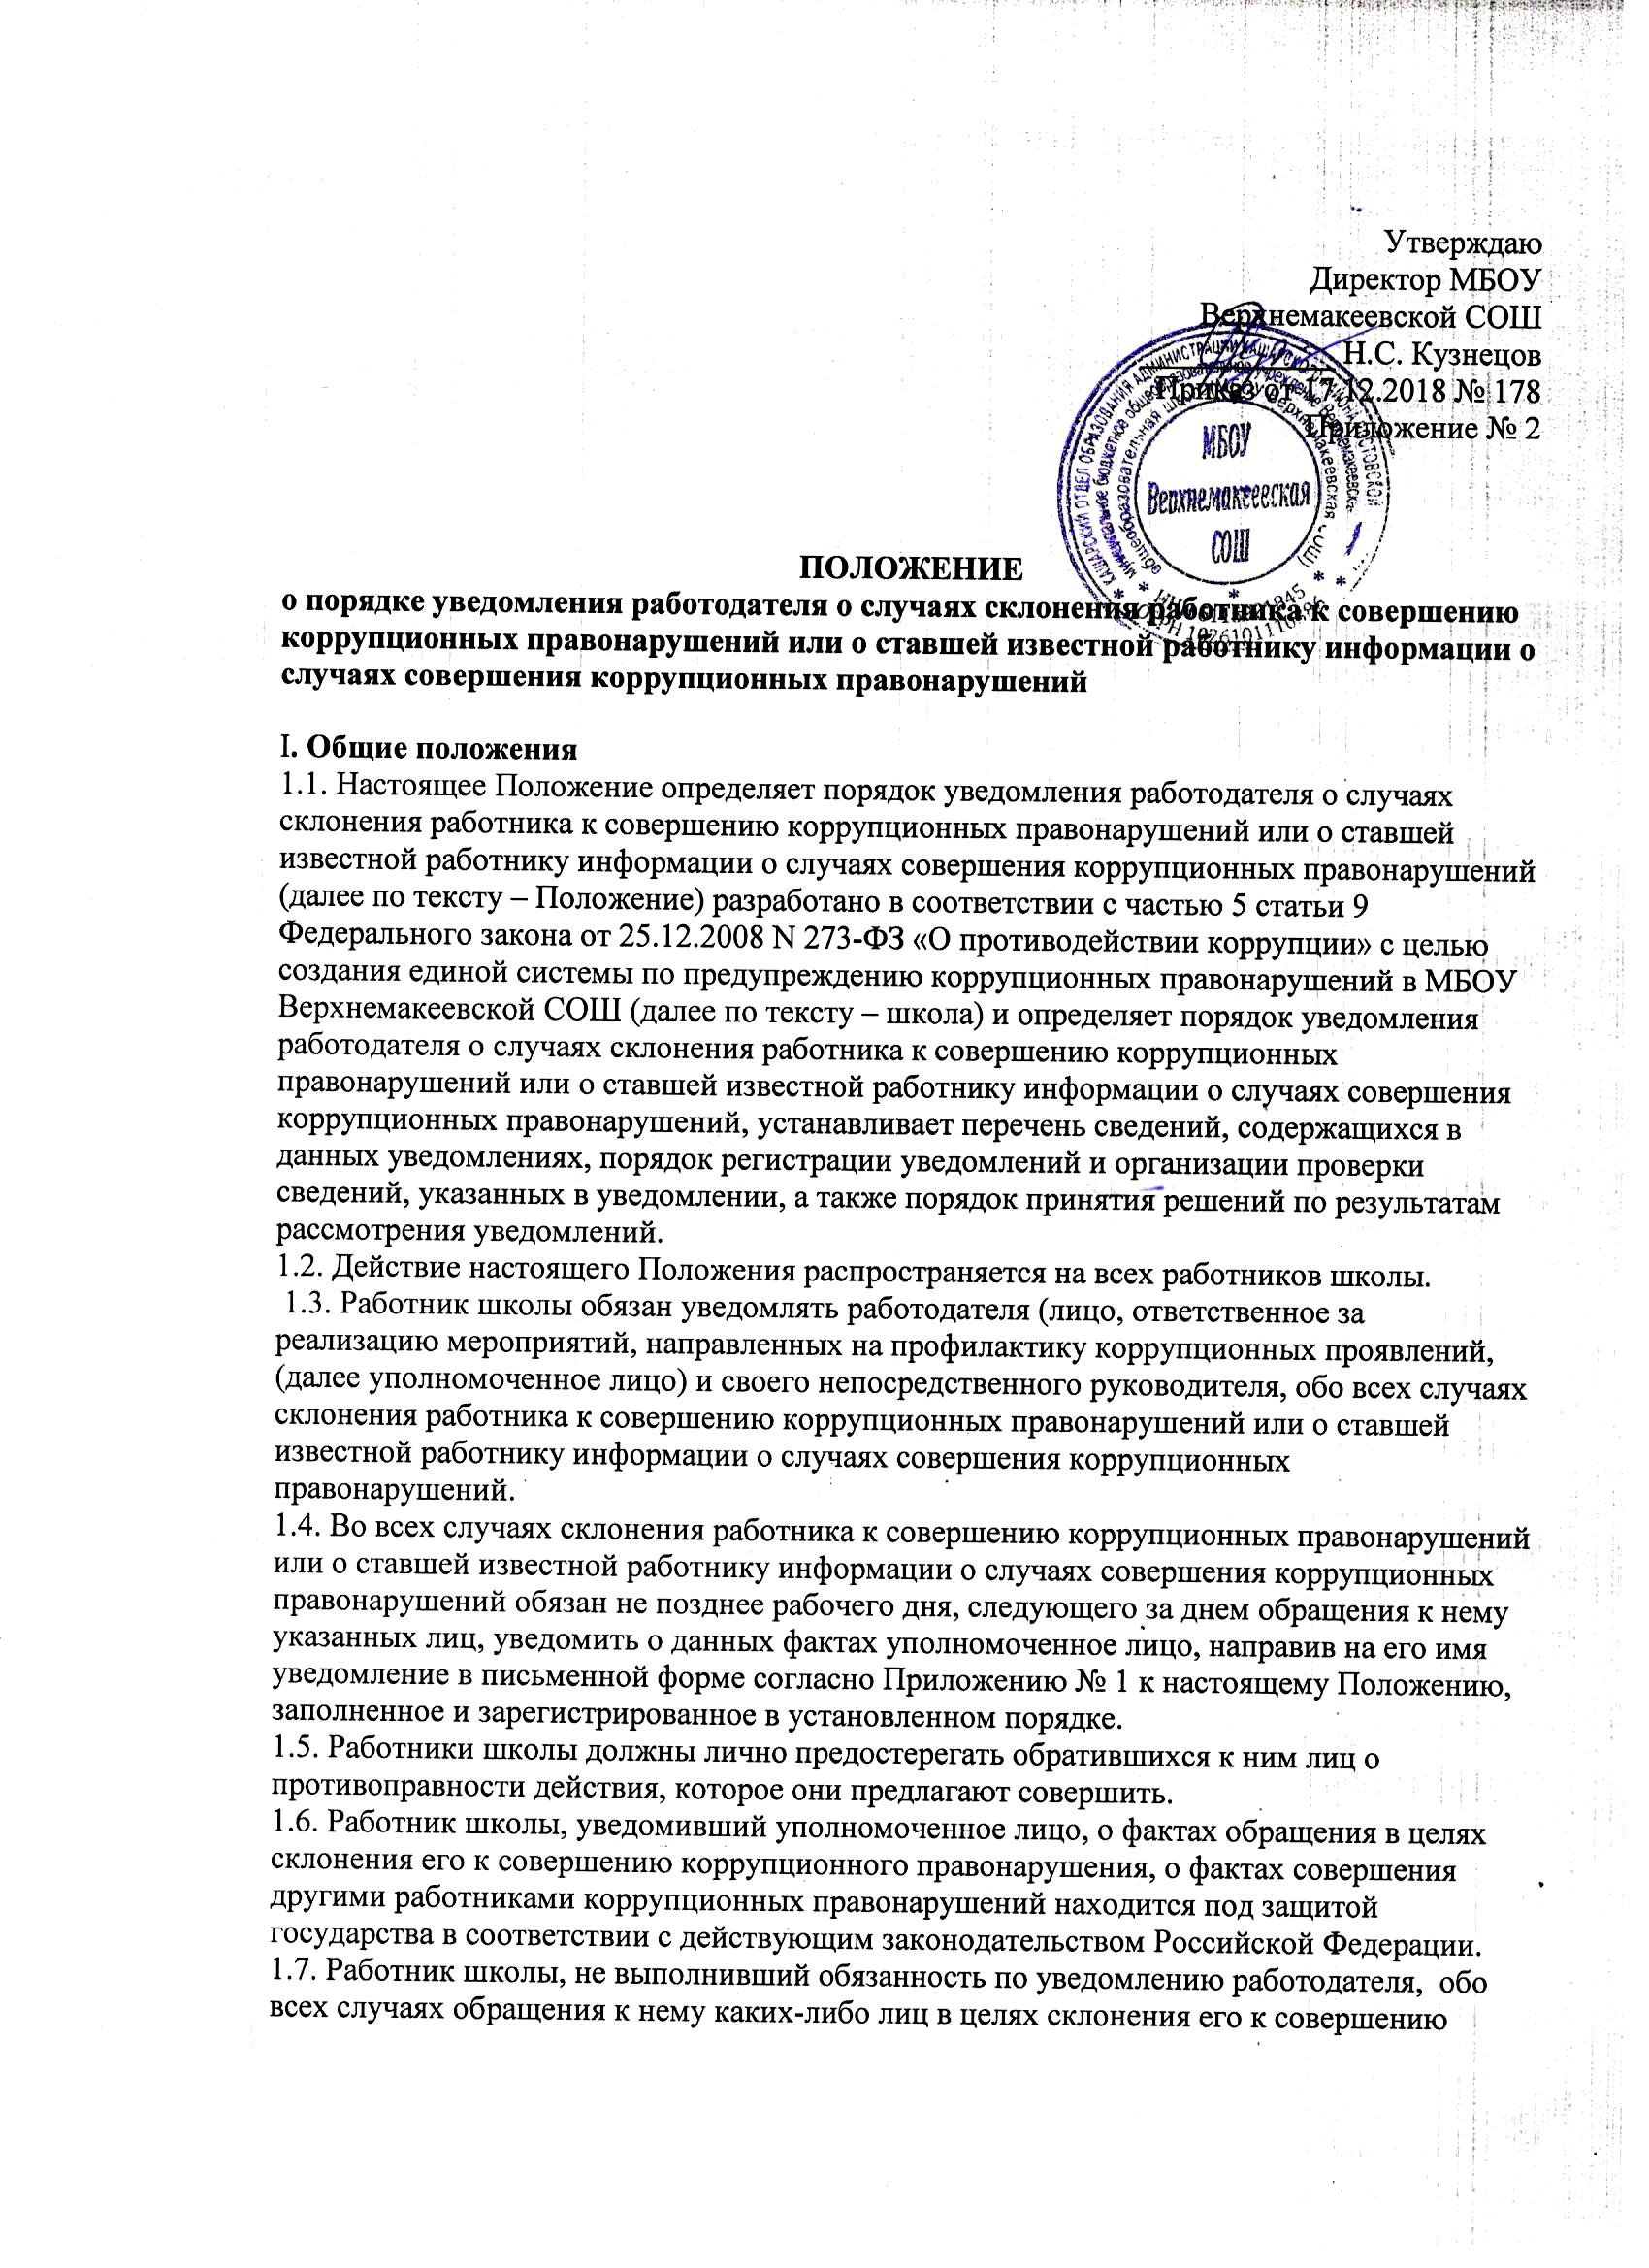 Утверждаю
Директор МБОУ
Верхнемакеевской СОШ
Н.С. Кузнецов
Приказ от 17.12.2018 № 178
Приложение № 2
МБОУ
Верхнемакеевская
СОШ
ПОЛОЖЕНИЕ
о порядке уведомления работодателя о случаях склонения работника к совершению
коррупционных правонарушений или о ставшей известной работнику информации о
случаях совершения коррупционных правонарушений
I. Общие положения
1.1. Настоящее Положение определяет порядок уведомления работодателя о случаях
склонения работника к совершению коррупционных правонарушений или о ставшей
известной работнику информации о случаях совершения коррупционных правонарушений
(далее по тексту – Положение) разработано в соответствии с частью 5 статьи 9
Федерального закона от 25.12.2008 N 273-ФЗ «О противодействии коррупции» с целью
создания единой системы по предупреждению коррупционных правонарушений в МБОУ
Верхнемакеевской СОШ (далее по тексту – школа) и определяет порядок уведомления
работодателя о случаях склонения работника к совершению коррупционных
правонарушений или о ставшей известной работнику информации о случаях совершения
коррупционных правонарушений, устанавливает перечень сведений, содержащихся в
данных уведомлениях, порядок регистрации уведомлений и организации проверки
сведений, указанных в уведомлении, а также порядок принятия решений по результатам
рассмотрения уведомлений.
1.2. Действие настоящего Положения распространяется на всех работников школы.
1.3. Работник школы обязан уведомлять работодателя (лицо, ответственное за
реализацию мероприятий, направленных на профилактику коррупционных проявлений,
(далее уполномоченное лицо) и своего непосредственного руководителя, обо всех случаях
склонения работника к совершению коррупционных правонарушений или о ставшей
известной работнику информации о случаях совершения коррупционных
правонарушений.
1.4. Во всех случаях склонения работника к совершению коррупционных правонарушений
или о ставшей известной работнику информации о случаях совершения коррупционных
правонарушений обязан не позднее рабочего дня, следующего за днем обращения к нему
указанных лиц, уведомить о данных фактах уполномоченное лицо, направив на его имя
уведомление в письменной форме согласно Приложению № 1 к настоящему Положению,
заполненное и зарегистрированное в установленном порядке.
1.5. Работники школы должны лично предостерегать обратившихся к ним лиц о
противоправности действия, которое они предлагают совершить.
1.6. Работник школы, уведомивший уполномоченное лицо, о фактах обращения в целях
склонения его к совершению коррупционного правонарушения, о фактах совершения
другими работниками коррупционных правонарушений находится под защитой
государства в соответствии с действующим законодательством Российской Федерации.
1.7. Работник школы, не выполнивший обязанность по уведомлению работодателя, обо
всех случаях обращения к нему каких-либо лиц в целях склонения его к совершению